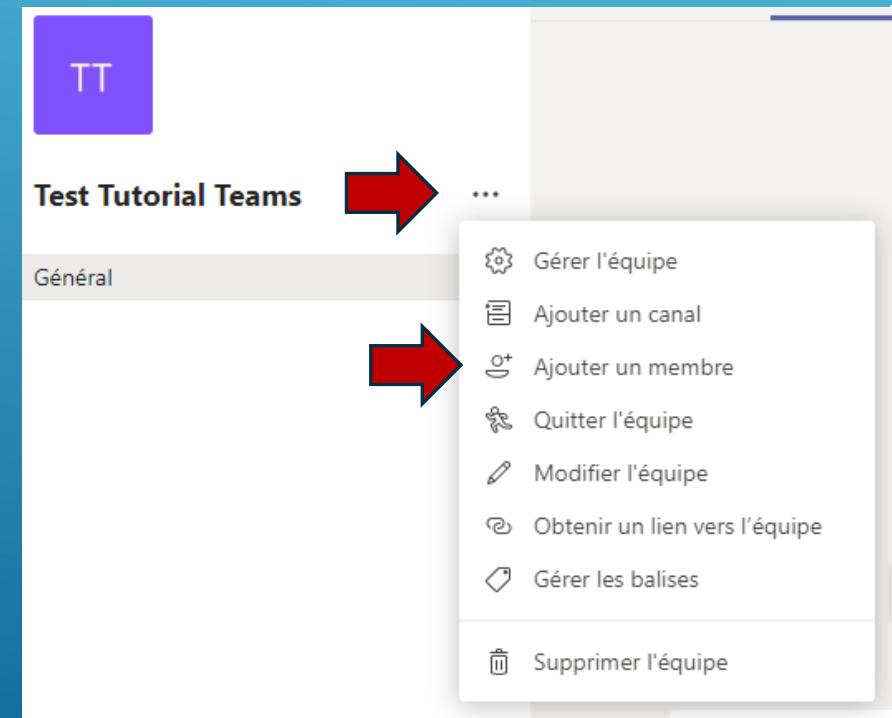 TT
Test Tutorial Teams
Général
Gérer l'équipe
Ajouter un canal
Ajouter un membre
Quitter l'équipe
Modifier l'équipe
Obtenir un lien vers l’équipe
Gérer les balises
Supprimer l'équipe